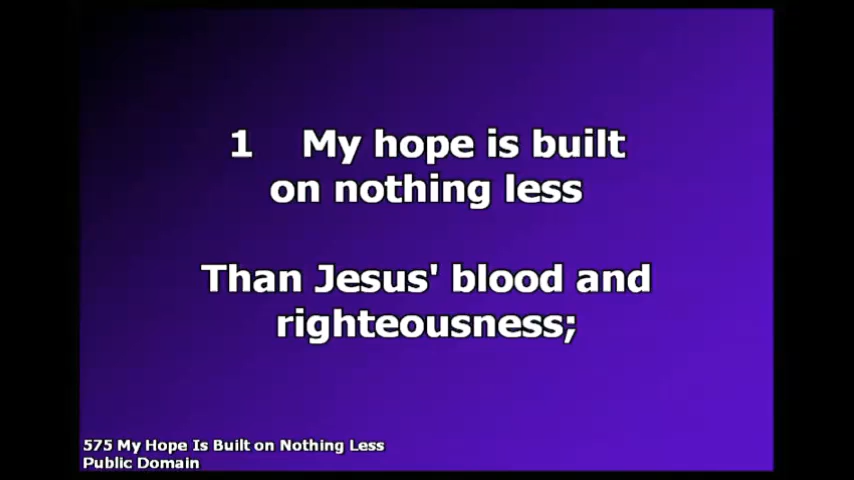 1 My hope is built
on nothing less
Than Jesus' blood and
righteousness;
575 My Hope Is Built on Nothing Less
Public Domain